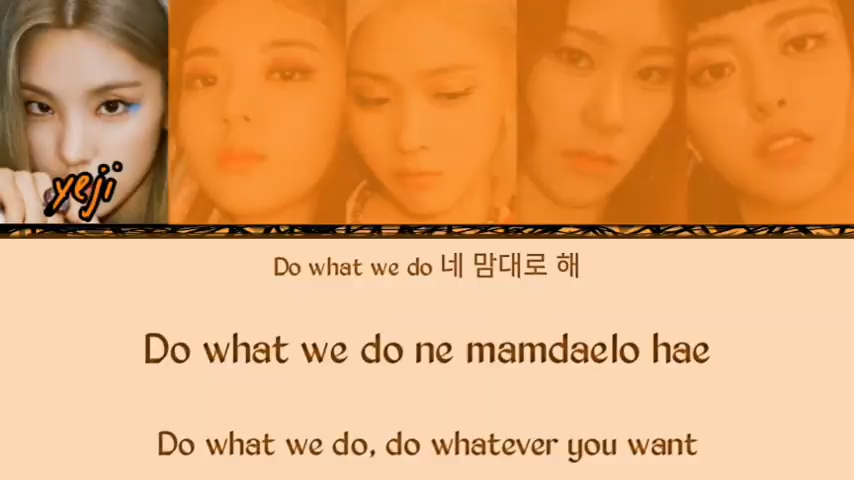 yeji
Do what we do 네 맘대로 해
Do what we do ne mamdaelo hae
Do what we do, do whatever you want